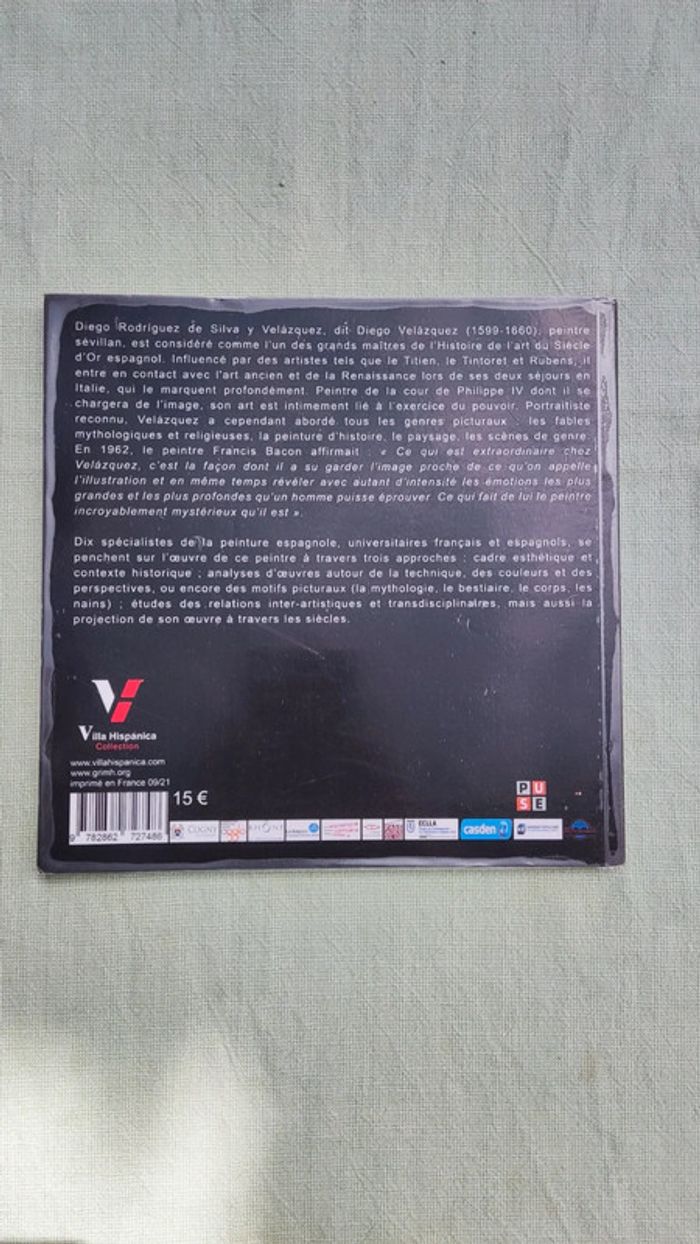 Diego Rodríguez de Silva y Velázquez, dit Diego Velázquez (1599-1660), peintre
sévillan, est considéré comme l'un des grands maîtres de l'Histoire de l'art du Siècle
d'Or espagnol. Influencé par des artistes tels que le Titien, le Tintoret et Rubens, il
entre en contact avec l'art ancien et de la Renaissance lors de ses deux séjours en
Italie, qui le marquent profondément. Peintre de la cour de Philippe IV dont il se
chargera de l'image, son art est intimement lié à l'exercice du pouvoir. Portraitiste
reconnu, Velázquez a cependant abordé tous les genres picturaux : les fables
mythologiques et religieuses, la peinture d'histoire, le paysage, les scènes de genre.
En 1962, le peintre Francis Bacon affirmait : « Ce qui est extraordinaire chez
Velázquez, c'est la façon dont il a su garder l'image proche de ce qu'on appelle
l'illustration et en même temps révéler avec autant d'intensité les émotions les plus
grandes et les plus profondes qu'un homme puisse éprouver. Ce qui fait de lui le peintre
incroyablement mystérieux qu'il est ».
Dix spécialistes de la peinture espagnole, universitaires français et espagnols, se
penchent sur l'œuvre de ce peintre à travers trois approches : cadre esthétique et
contexte historique ; analyses d'œuvres autour de la technique, des couleurs et des
perspectives, ou encore des motifs picturaux (la mythologie, le bestiaire, le corps, les
nains) ; études des relations inter-artistiques et transdisciplinaires, mais aussi la
projection de son œuvre à travers les siècles.
Villa Hispánica
Collection
www.villahispanica.com
www.grimh.org
imprimé en France 09/21
15 €
9 782862 727486
PU
SE
CLUGNY
ECLLA
casden